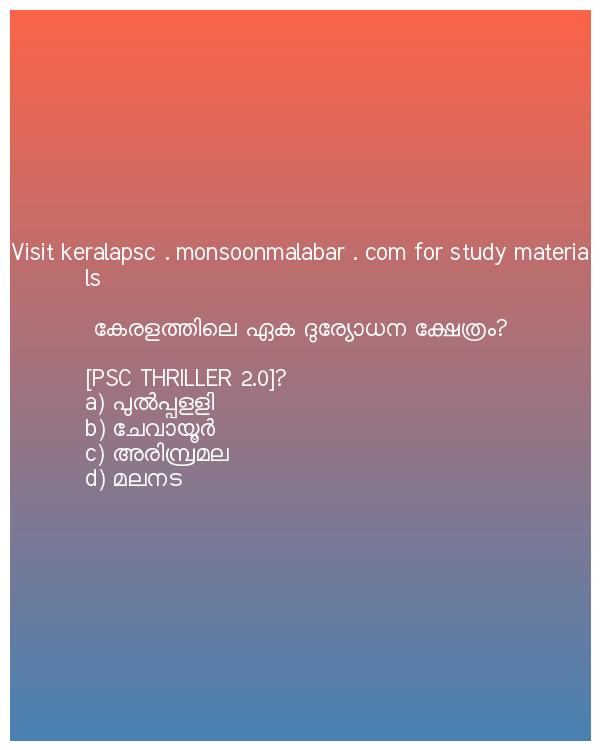 Visit keralapsc . monsoonmalabar . com for study materia
ls
കേരളത്തിലെ ഏക ദുര്യോധന ക്ഷേത്രം?
[PSC THRILLER 2.0]?
a) പുൽപ്പളളി
b) ചേവായൂർ
c) അരിമ്പ്രമല
d) മലനട